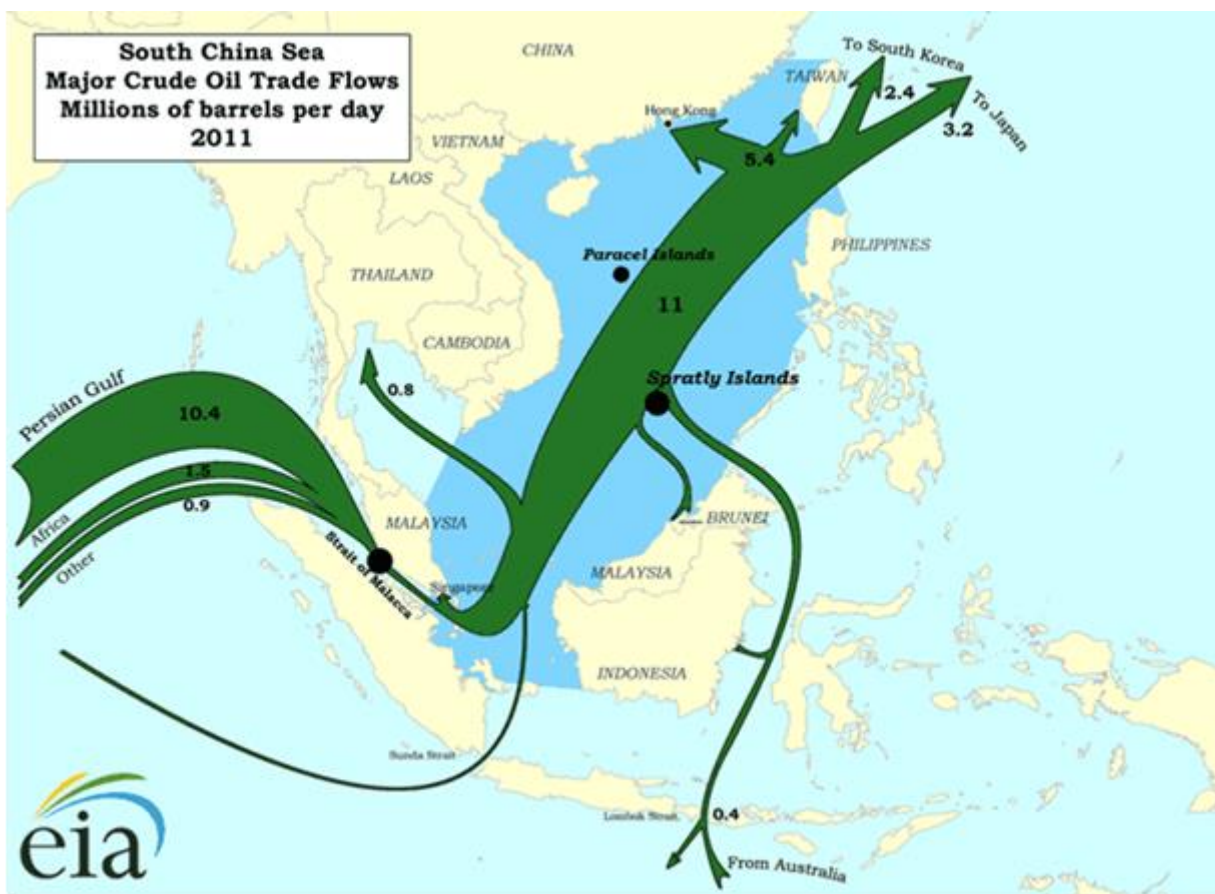 South China Sea
Major Crude Oil Trade Flows
Millions of barrels per day
2011
CHINA
To South Korea
TAIWAN
2.4
Hong Kong
To Japan
3.2
VIETNAM
5.4
LAOS
PHILIPPINES
Paracel Islands
THAILAND
11
CAMBODIA
Spratly Islands
Persian Gulf
0.8
10.4
1.5
0.9
Africa
Other
MALAYSIA
BRUNEI
Strait of Malacca
Singapore
MALAYSIA
INDONESIA
Sunda Strait
Lombok Strait
0.4
From Australia
eia